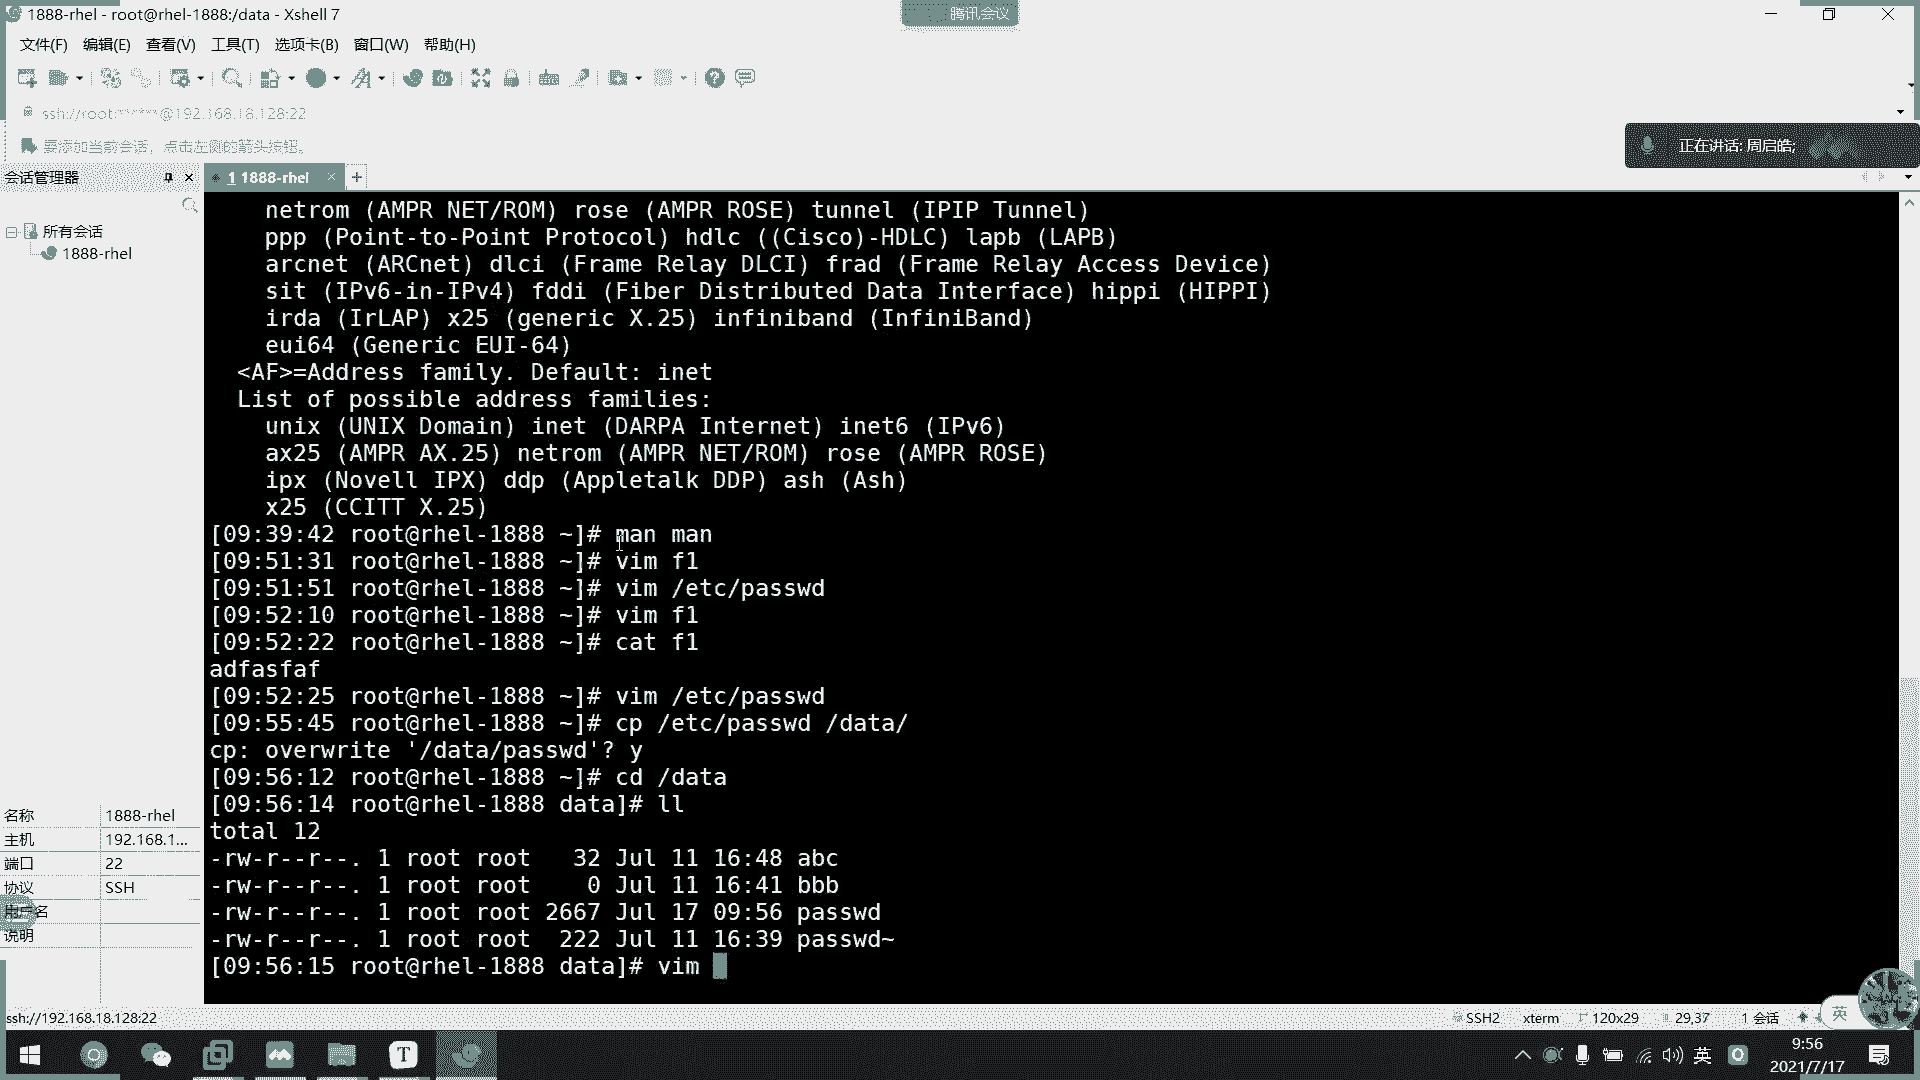 1888-rhel - root@rhel-1888:/data - Xshell 7
腾讯会议
文件(F) 编辑(E) 查看(V) 工具(T) 选项卡(B) 窗口(W) 帮助(H)
ssh://root:******@192.168.18.128:22
要添加当前会话，点击左侧的箭头按钮。
正在讲话: 周启皓;
会话管理器
1 1888-rhel
所有会话
1888-rhel
netrom (AMPR NET/ROM) rose (AMPR ROSE) tunnel (IPIP Tunnel)
ppp (Point-to-Point Protocol) hdlc ((Cisco)-HDLC) lapb (LAPB)
arcnet (ARCnet) dlci (Frame Relay DLCI) frad (Frame Relay Access Device)
sit (IPv6-in-IPv4) fddi (Fiber Distributed Data Interface) hippi (HIPPI)
irda (IrLAP) x25 (generic X.25) infiniband (InfiniBand)
eui64 (Generic EUI-64)
<AF>=Address family. Default: inet
List of possible address families:
unix (UNIX Domain) inet (DARPA Internet) inet6 (IPv6)
ax25 (AMPR AX.25) netrom (AMPR NET/ROM) rose (AMPR ROSE)
ipx (Novell IPX) ddp (Appletalk DDP) ash (Ash)
x25 (CCITT X.25)
[09:39:42 root@rhel-1888 ~]# man man
[09:51:31 root@rhel-1888 ~]# vim f1
[09:51:51 root@rhel-1888 ~]# vim /etc/passwd
[09:52:10 root@rhel-1888 ~]# vim f1
[09:52:22 root@rhel-1888 ~]# cat f1
adfasfaf
[09:52:25 root@rhel-1888 ~]# vim /etc/passwd
[09:55:45 root@rhel-1888 ~]# cp /etc/passwd /data/
cp: overwrite '/data/passwd'? y
[09:56:12 root@rhel-1888 ~]# cd /data
[09:56:14 root@rhel-1888 data]# ll
total 12
-rw-r--r--. 1 root root   32 Jul 11 16:48 abc
-rw-r--r--. 1 root root    0 Jul 11 16:41 bbb
-rw-r--r--. 1 root root 2667 Jul 17 09:56 passwd
-rw-r--r--. 1 root root  222 Jul 11 16:39 passwd~
[09:56:15 root@rhel-1888 data]# vim
名称 1888-rhel
主机 192.168.1...
端口 22
协议 SSH
用户名
说明
ssh://192.168.18.128:22
SSH2 xterm 120x29 29,37 1 会话
英
T
英
9:56
2021/7/17